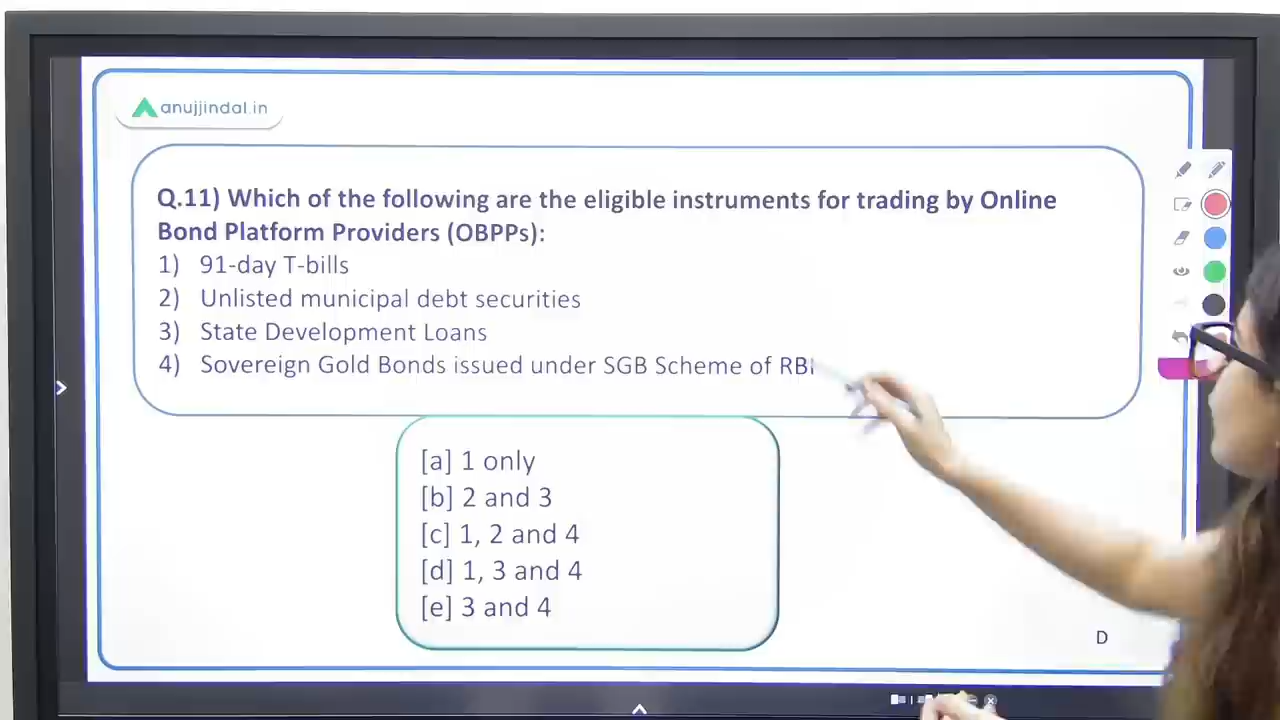 anujjindal.in
Q.11) Which of the following are the eligible instruments for trading by Online
Bond Platform Providers (OBPPs):
1) 91-day T-bills
2) Unlisted municipal debt securities
3) State Development Loans
4) Sovereign Gold Bonds issued under SGB Scheme of RBI
[a] 1 only
[b] 2 and 3
[c] 1, 2 and 4
[d] 1, 3 and 4
[e] 3 and 4
D